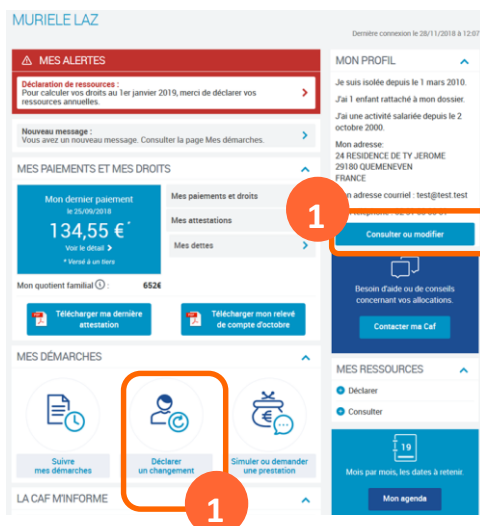 MURIELE LAZ
Dernière connexion le 28/11/2018 à 12:07
MES ALERTES
Déclaration de ressources :
Pour calculer vos droits au 1er janvier 2019, merci de déclarer vos
ressources annuelles.
Nouveau message :
Vous avez un nouveau message. Consulter la page Mes démarches.
MES PAIEMENTS ET MES DROITS
Mon dernier paiement
le 25/09/2018
134,55 € *
Voir le détail
* Versé à un tiers
Mes paiements et droits
Mes attestations
Mes dettes
Mon quotient familial i : 652€
Télécharger ma dernière
attestation
Télécharger mon relevé
de compte d'octobre
MES DÉMARCHES
Suivre
mes démarches
Déclarer
un changement
Simuler ou demander
une prestation
1
LA CAF M'INFORME
MON PROFIL
Je suis isolée depuis le 1 mars 2010.
J'ai 1 enfant rattaché à mon dossier.
J'ai une activité salariée depuis le 2
octobre 2000.
Mon adresse:
24 RESIDENCE DE TY JEROME
29180 QUEMENEVEN
FRANCE
adresse courriel : test@test.test
1
Consulter ou modifier
Besoin d'aide ou de conseils
concernant vos allocations.
Contacter ma Caf
MES RESSOURCES
Déclarer
Consulter
19
Mois par mois, les dates à retenir.
Mon agenda